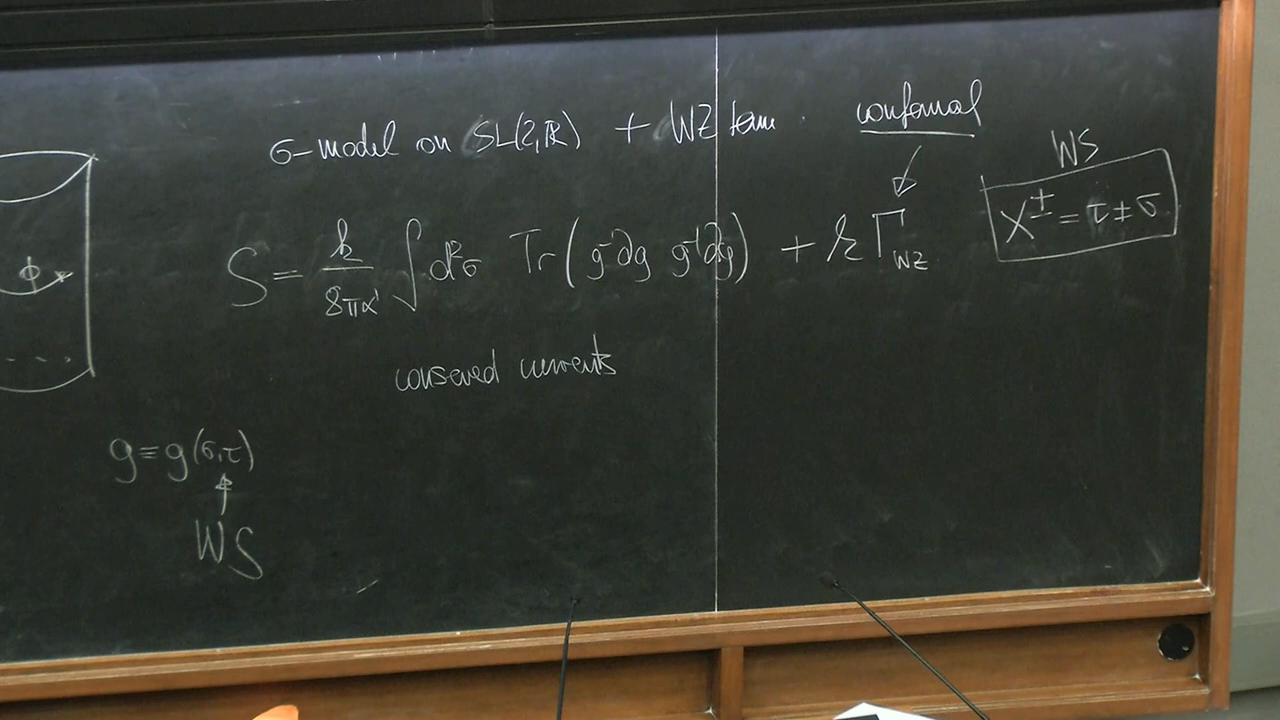 σ-model on SL(2,ℝ) + WZ term. conformal
WS
X^± = τ ± σ
S = k/8πα' ∫ d²σ Tr(g⁻¹∂g g⁻¹∂g) + k Γ_WZ
ϕ
conserved currents
g = g(σ,τ)
WS